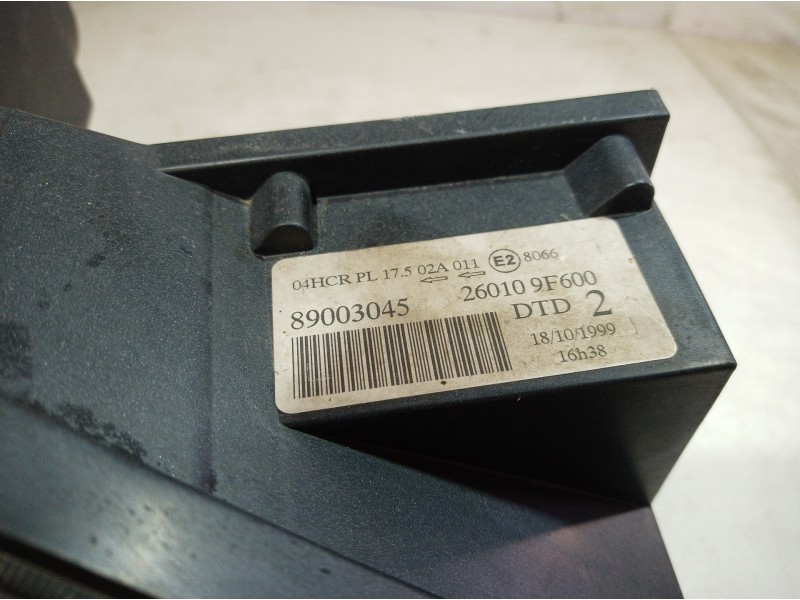 04HCR PL 17.5 02A 011 E2 8066
89003045 26010 9F600
DTD 2
18/10/1999
16h38